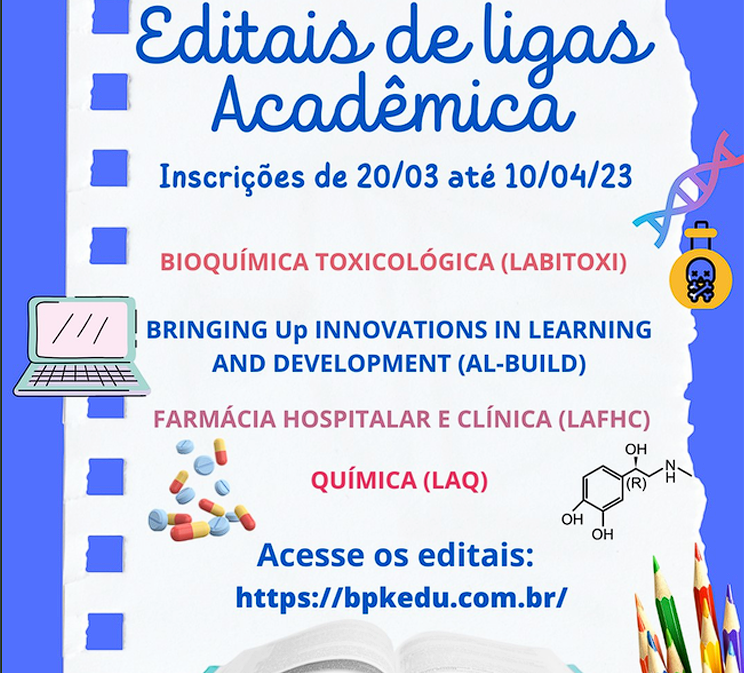 Editais de ligas
Acadêmica
Inscrições de 20/03 até 10/04/23
BIOQUÍMICA TOXICOLÓGICA (LABITOXI)
BRINGING Up INNOVATIONS IN LEARNING
AND DEVELOPMENT (AL-BUILD)
FARMÁCIA HOSPITALAR E CLÍNICA (LAFHC)
QUÍMICA (LAQ)
OH
N
H
(R)
OH
OH
Acesse os editais:
https://bpkedu.com.br/